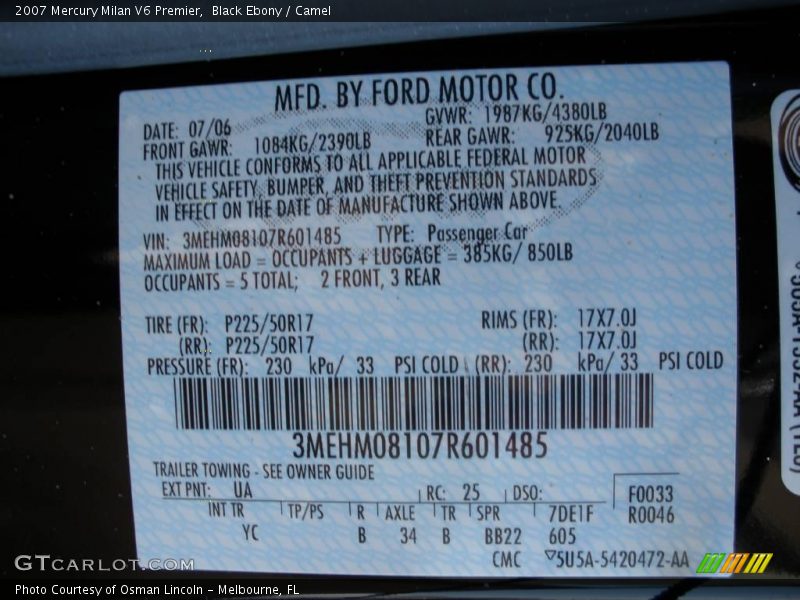 2007 Mercury Milan V6 Premier, Black Ebony / Camel
MFD. BY FORD MOTOR CO.
DATE: 07/06 GVWR: 1987KG/4380LB
FRONT GAWR: 1084KG/2390LB REAR GAWR: 925KG/2040LB
THIS VEHICLE CONFORMS TO ALL APPLICABLE FEDERAL MOTOR
VEHICLE SAFETY, BUMPER, AND THEFT PREVENTION STANDARDS
IN EFFECT ON THE DATE OF MANUFACTURE SHOWN ABOVE.
VIN: 3MEHM08107R601485 TYPE: Passenger Car
MAXIMUM LOAD = OCCUPANTS + LUGGAGE = 385KG/ 850LB
OCCUPANTS = 5 TOTAL; 2 FRONT, 3 REAR
TIRE (FR): P225/50R17 RIMS (FR): 17X7.0J
(RR): P225/50R17 (RR): 17X7.0J
PRESSURE (FR): 230 kPa/ 33 PSI COLD (RR): 230 kPa/ 33 PSI COLD
3MEHM08107R601485
TRAILER TOWING - SEE OWNER GUIDE
EXT PNT: UA RC: 25 DSO: F0033
INT TR TP/PS R AXLE TR SPR 7DE1F R0046
YC B 34 B BB22 605
CMC 5U5A-5420472-AA
GTCARLOT.COM
Photo Courtesy of Osman Lincoln - Melbourne, FL